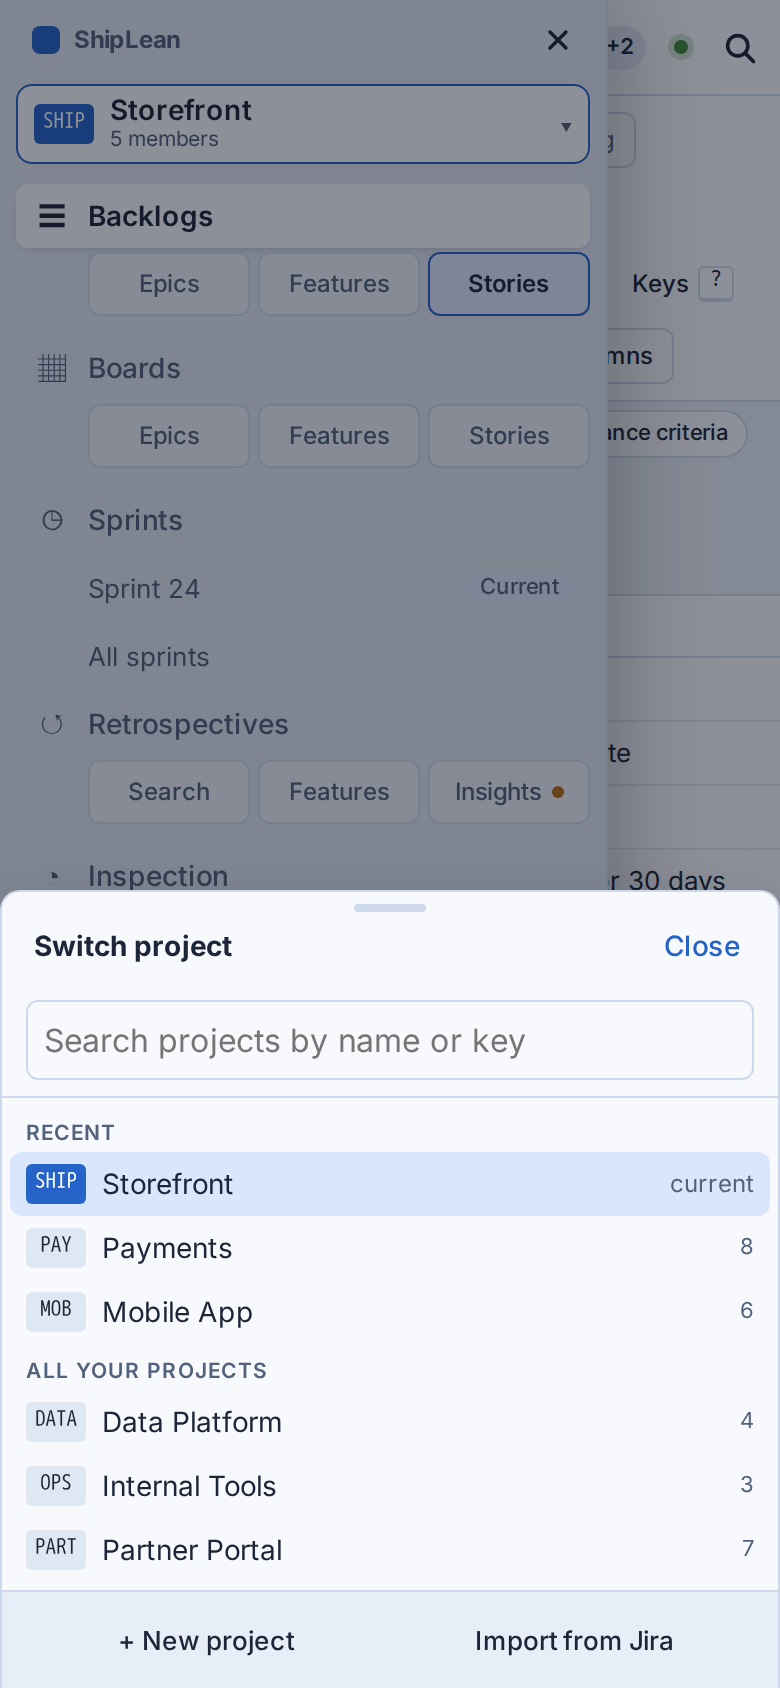 ShipLean
+2
SHIP Storefront
5 members
g
Backlogs
Epics Features Stories
Keys ?
Boards
mns
Epics Features Stories
ance criteria
Sprints
Sprint 24 Current
All sprints
Retrospectives
te
Search Features Insights
Inspection
r 30 days
Switch project Close
Search projects by name or key
RECENT
SHIP Storefront current
PAY Payments 8
MOB Mobile App 6
ALL YOUR PROJECTS
DATA Data Platform 4
OPS Internal Tools 3
PART Partner Portal 7
+ New project Import from Jira